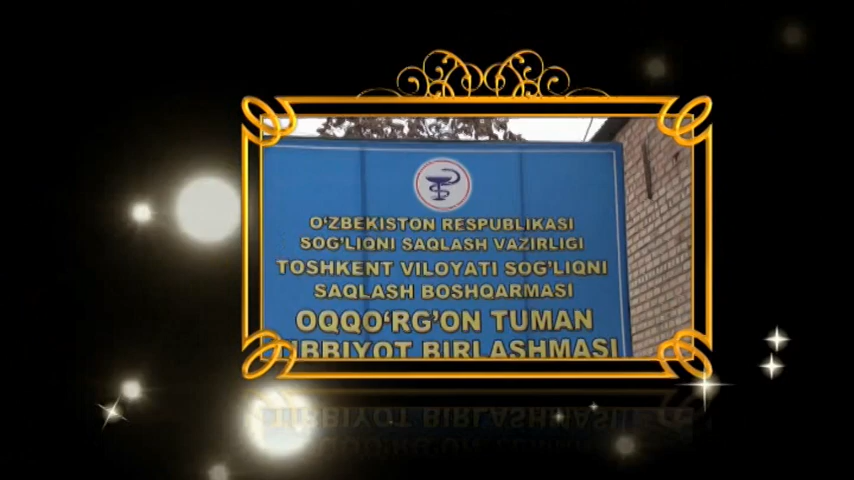 O'ZBEKISTON RESPUBLIKASI
SOG'LIQNI SAQLASH VAZIRLIGI
TOSHKENT VILOYATI SOG'LIQNI
SAQLASH BOSHQARMASI
OQQO'RG'ON TUMAN
TIBBIYOT BIRLASHMASI